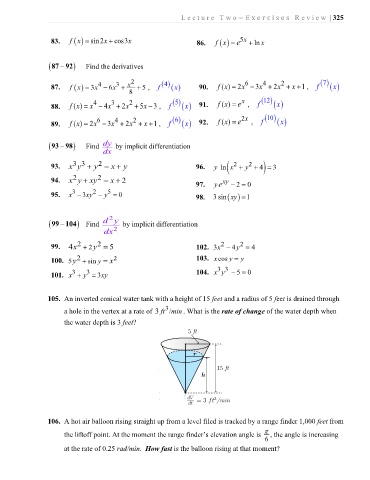 Lecture Two – Exercises Review | 325
83. f(x) = sin 2x + cos 3x
86. f(x) = e^{5x} + ln x
(87 – 92) Find the derivatives
87. f(x) = 3x^4 − 6x^3 + x^2/8 + 5 , f^{(4)}(x)
90. f(x) = 2x^6 − 3x^4 + 2x^2 + x + 1 , f^{(7)}(x)
88. f(x) = x^4 − 4x^3 + 2x^2 + 5x − 3 , f^{(5)}(x)
91. f(x) = e^x , f^{(12)}(x)
89. f(x) = 2x^6 − 3x^4 + 2x^2 + x + 1 , f^{(6)}(x)
92. f(x) = e^{2x} , f^{(10)}(x)
(93 – 98) Find dy/dx by implicit differentiation
93. x^3y^3 + y^2 = x + y
96. y ln(x^2 + y^2 + 4) = 3
94. x^2y + xy^2 = x + 2
97. ye^{xy} − 2 = 0
95. x^3 − 3xy^2 − y^5 = 0
98. 3 sin(xy) = 1
(99 – 104) Find d^2y/dx^2 by implicit differentiation
99. 4x^2 + 2y^2 = 5
102. 3x^2 − 4y^2 = 4
100. 5y^2 + sin y = x^2
103. x cos y = y
101. x^3 + y^3 = 3xy
104. x^3y^3 − 5 = 0
105. An inverted conical water tank with a height of 15 feet and a radius of 5 feet is drained through
a hole in the vertex at a rate of 3 ft^3/min. What is the rate of change of the water depth when
the water depth is 3 feet?
5 ft
r
15 ft
h
dV/dt = 3 ft^3/min
106. A hot air balloon rising straight up from a level filed is tracked by a range finder 1,000 feet from
the liftoff point. At the moment the range finder's elevation angle is π/6, the angle is increasing
at the rate of 0.25 rad/min. How fast is the balloon rising at that moment?